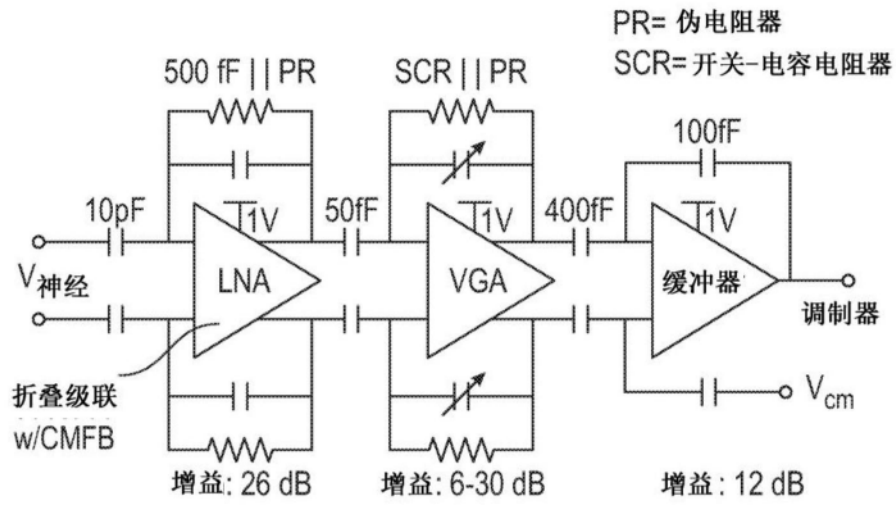 PR= 伪电阻器
SCR= 开关-电容电阻器
500 fF || PR
SCR || PR
100fF
10pF
1V
50fF
1V
400fF
1V
V神经
LNA
VGA
缓冲器
调制器
折叠级联
w/CMFB
Vcm
增益: 26 dB
增益: 6-30 dB
增益: 12 dB